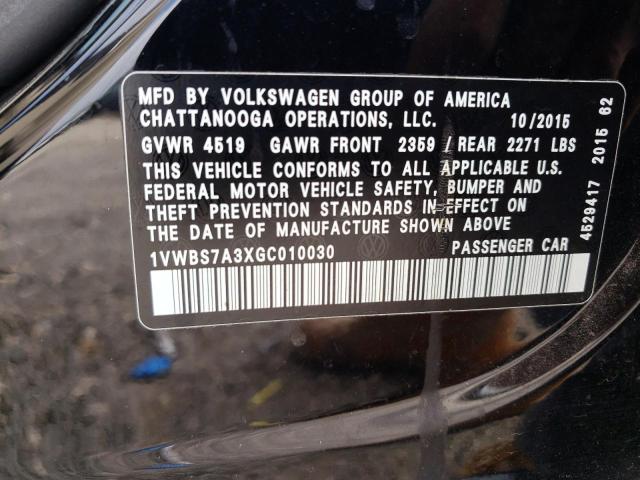 MFD BY VOLKSWAGEN GROUP OF AMERICA
CHATTANOOGA OPERATIONS, LLC. 10/2015
GVWR 4519 GAWR FRONT 2359 / REAR 2271 LBS
THIS VEHICLE CONFORMS TO ALL APPLICABLE U.S.
FEDERAL MOTOR VEHICLE SAFETY, BUMPER AND
THEFT PREVENTION STANDARDS IN EFFECT ON
THE DATE OF MANUFACTURE SHOWN ABOVE
1VWBS7A3XGC010030 PASSENGER CAR
4529417 2015 62